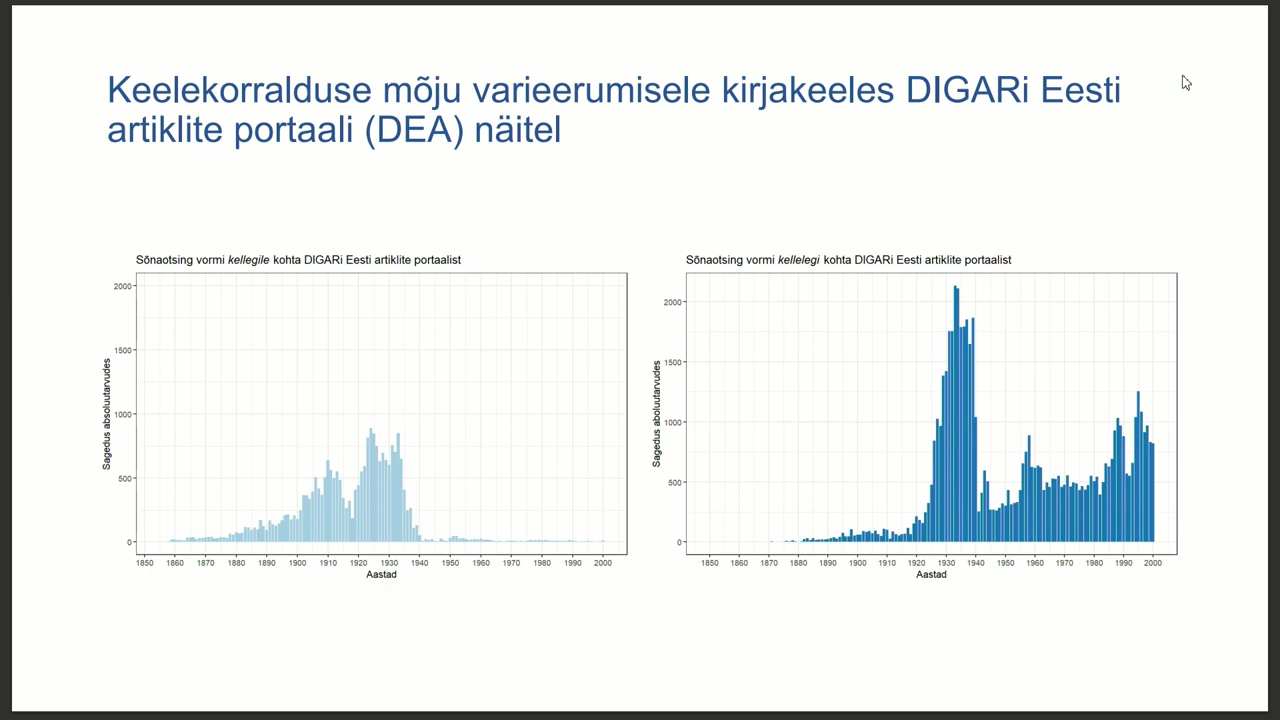 Keelekorralduse mõju varieerumisele kirjakeeles DIGARi Eesti
artiklite portaali (DEA) näitel
Sõnaotsing vormi kellegile kohta DIGARi Eesti artiklite portaalist
Sagedus absoluutarvudes
2000
1500
1000
500
0
1850 1860 1870 1880 1890 1900 1910 1920 1930 1940 1950 1960 1970 1980 1990 2000
Aastad
Sõnaotsing vormi kellelegi kohta DIGARi Eesti artiklite portaalist
Sagedus aboluutarvudes
2000
1500
1000
500
0
1850 1860 1870 1880 1890 1900 1910 1920 1930 1940 1950 1960 1970 1980 1990 2000
Aastad